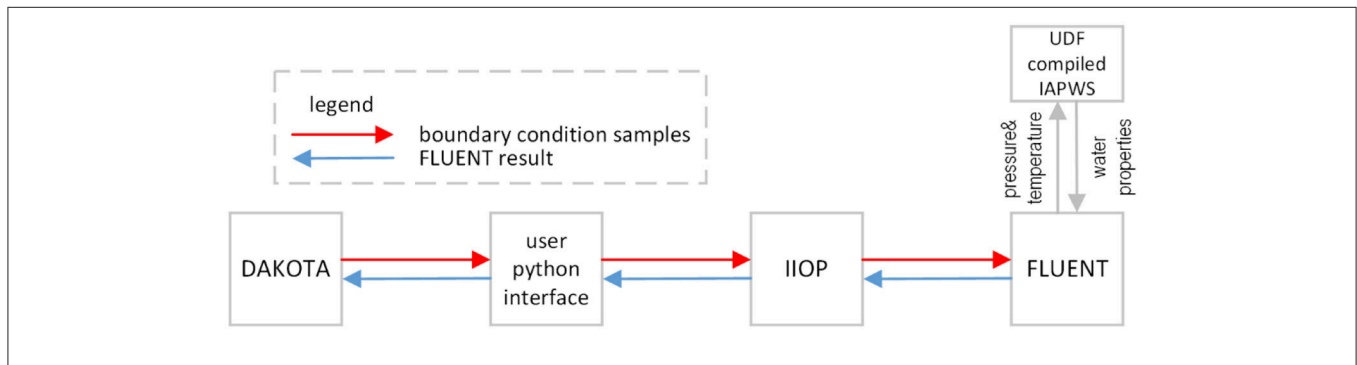 UDF
compiled
IAPWS
legend
boundary condition samples
FLUENT result
pressure&
temperature
water
properties
DAKOTA
user
python
interface
IIOP
FLUENT